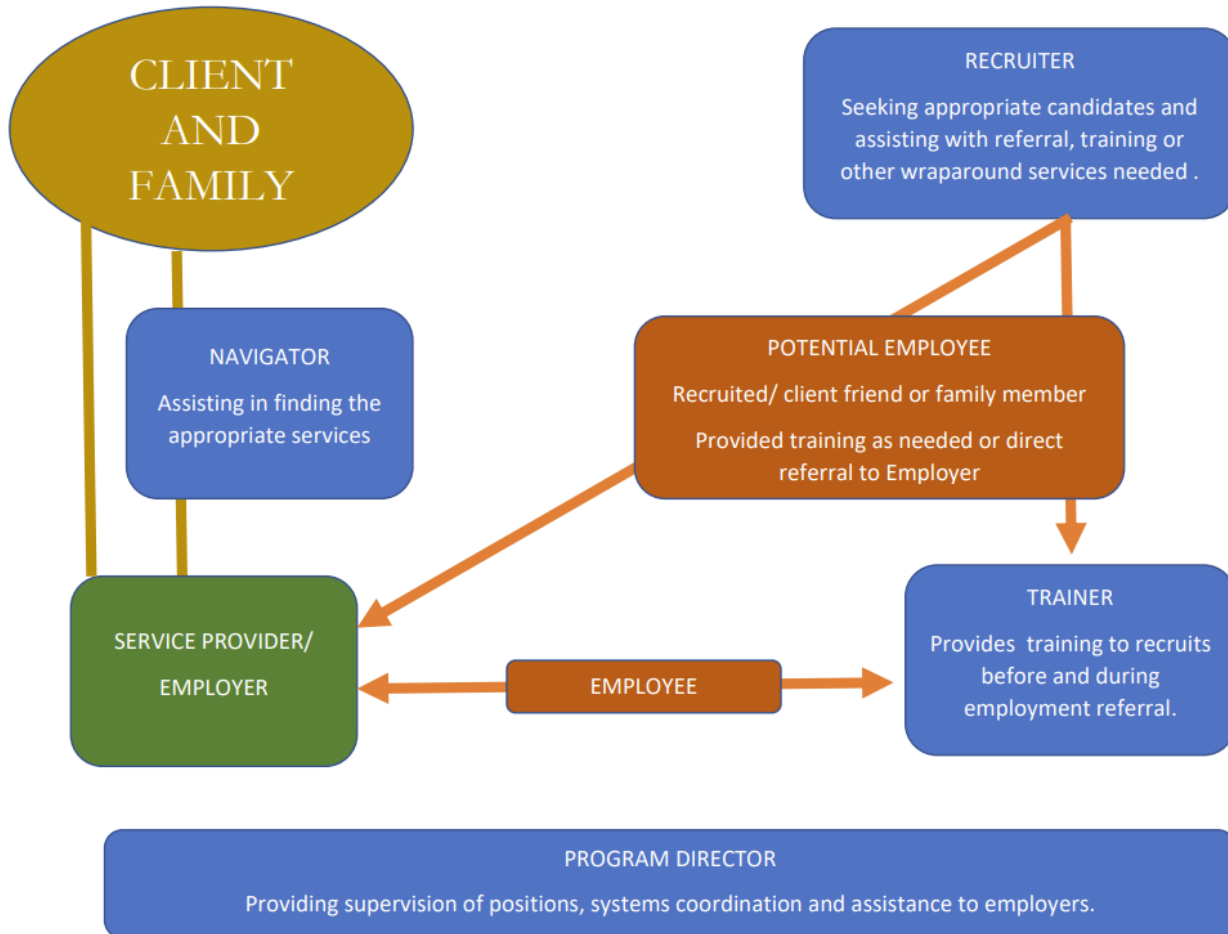 CLIENT
AND
FAMILY
RECRUITER
Seeking appropriate candidates and
assisting with referral, training or
other wraparound services needed .
NAVIGATOR
Assisting in finding the
appropriate services
POTENTIAL EMPLOYEE
Recruited/ client friend or family member
Provided training as needed or direct
referral to Employer
SERVICE PROVIDER/
EMPLOYER
EMPLOYEE
TRAINER
Provides  training to recruits
before and during
employment referral.
PROGRAM DIRECTOR
Providing supervision of positions, systems coordination and assistance to employers.